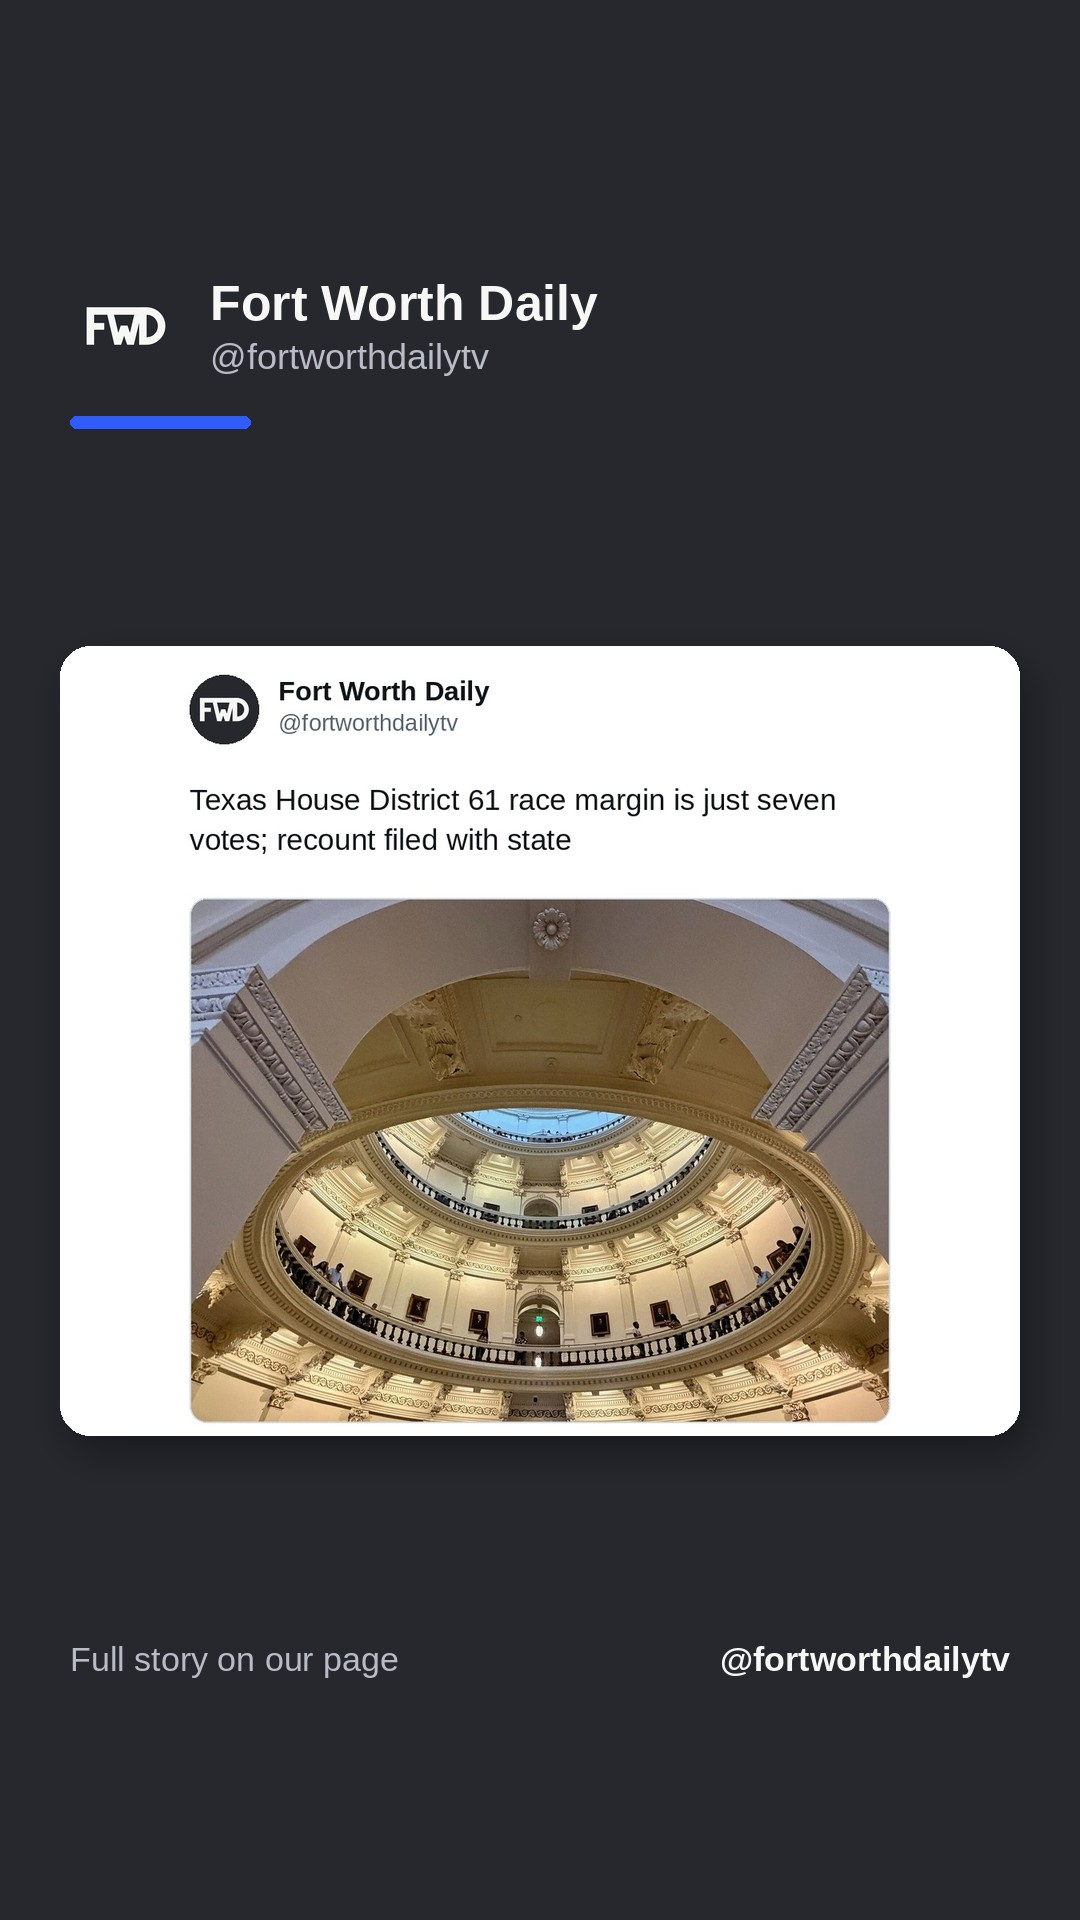 FWD
Fort Worth Daily
@fortworthdailytv
FWD
Fort Worth Daily
@fortworthdailytv
Texas House District 61 race margin is just seven
votes; recount filed with state
Full story on our page
@fortworthdailytv